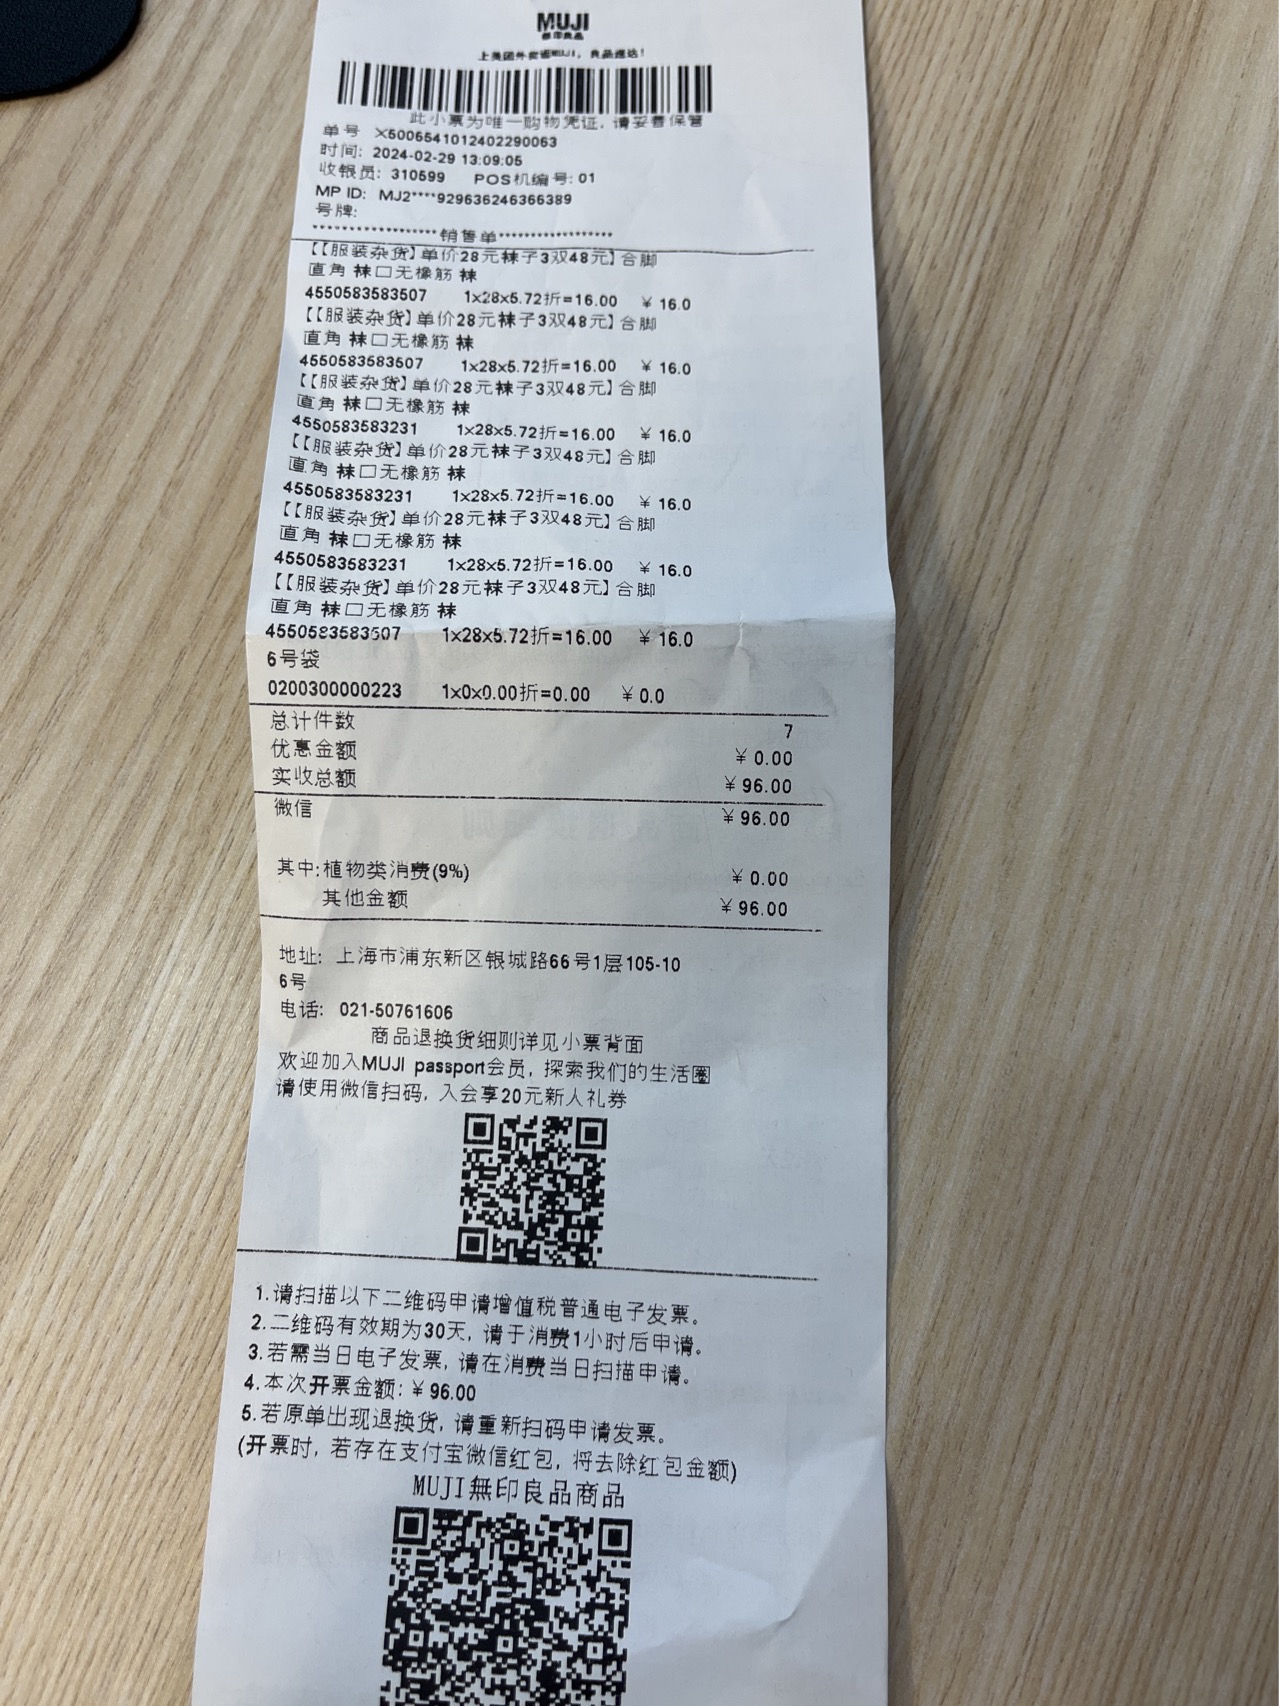 MUJI
無印良品
上美团外卖逛MUJI，良品速达！
此小票为唯一购物凭证，请妥善保管
单号 X5006541012402290063
时间: 2024-02-29 13:09:05
收银员: 310599 POS机编号: 01
MP ID: MJ2****929636246366389
号牌:
******************销售单******************
【【服装杂货】单价28元袜子3双48元】合脚
直角 袜口无橡筋 袜
4550583583507 1x28x5.72折=16.00 ￥ 16.0
【【服装杂货】单价28元袜子3双48元】合脚
直角 袜口无橡筋 袜
4550583583507 1x28x5.72折=16.00 ￥ 16.0
【【服装杂货】单价28元袜子3双48元】合脚
直角 袜口无橡筋 袜
4550583583231 1x28x5.72折=16.00 ￥ 16.0
【【服装杂货】单价28元袜子3双48元】合脚
直角 袜口无橡筋 袜
4550583583231 1x28x5.72折=16.00 ￥ 16.0
【【服装杂货】单价28元袜子3双48元】合脚
直角 袜口无橡筋 袜
4550583583231 1x28x5.72折=16.00 ￥ 16.0
【【服装杂货】单价28元袜子3双48元】合脚
直角 袜口无橡筋 袜
4550583583507 1x28x5.72折=16.00 ￥ 16.0
6号袋
0200300000223 1x0x0.00折=0.00 ￥ 0.0
总计件数 7
优惠金额 ￥ 0.00
实收总额 ￥ 96.00
微信 ￥ 96.00
其中:植物类消费(9%) ￥ 0.00
其他金额 ￥ 96.00
地址: 上海市浦东新区银城路66号1层105-10
6号
电话: 021-50761606
商品退换货细则详见小票背面
欢迎加入MUJI passport会员, 探索我们的生活圈
请使用微信扫码, 入会享20元新人礼券
1.请扫描以下二维码申请增值税普通电子发票。
2.二维码有效期为30天, 请于消费1小时后申请。
3.若需当日电子发票, 请在消费当日扫描申请。
4.本次开票金额: ￥ 96.00
5.若原单出现退换货, 请重新扫码申请发票。
(开票时, 若存在支付宝微信红包, 将去除红包金额)
MUJI無印良品商品